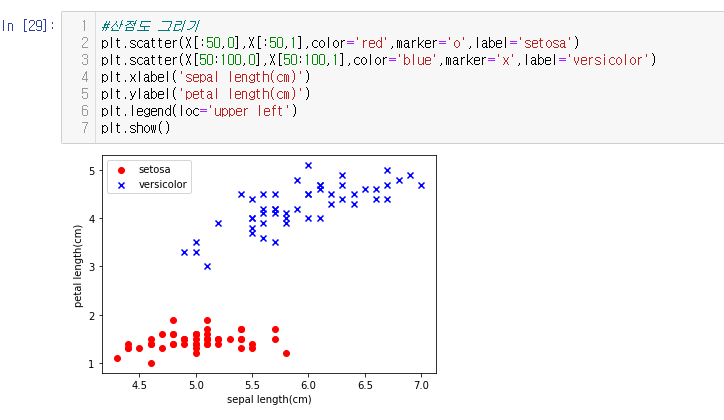 In [29]:
1 #산점도 그리기
2 plt.scatter(X[:50,0],X[:50,1],color='red',marker='o',label='setosa')
3 plt.scatter(X[50:100,0],X[50:100,1],color='blue',marker='x',label='versicolor')
4 plt.xlabel('sepal length(cm)')
5 plt.ylabel('petal length(cm)')
6 plt.legend(loc='upper left')
7 plt.show()
setosa
versicolor
5
4
3
2
1
petal length(cm)
4.5 5.0 5.5 6.0 6.5 7.0
sepal length(cm)